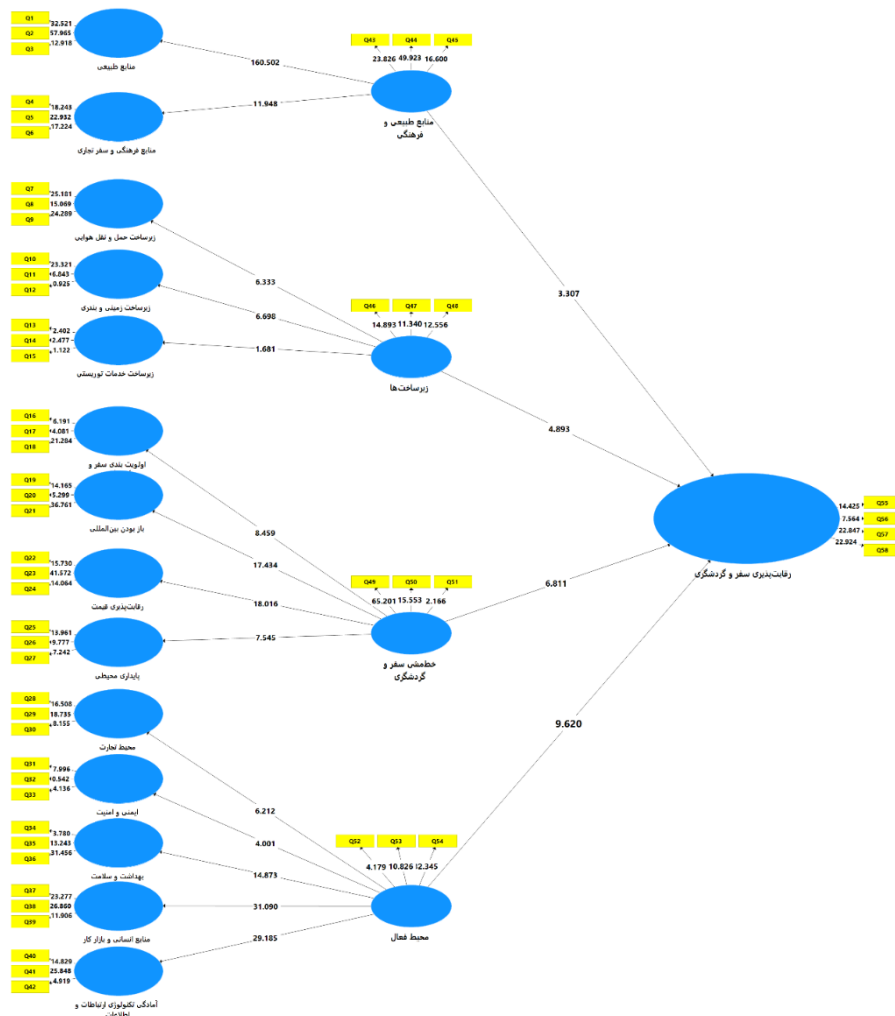 Q1
Q2
Q3
32.521
57.965
12.918
منابع طبیعی
Q4
Q5
Q6
18.243
22.932
17.224
منابع فرهنگی و سفر تجاری
Q43
Q44
Q45
23.826
49.923
16.600
160.502
11.948
منابع طبیعی و
فرهنگی
Q7
Q8
Q9
25.101
15.069
24.289
زیرساخت حمل و نقل هوایی
Q10
Q11
Q12
23.321
6.843
0.925
زیرساخت زمینی و بندری
Q13
Q14
Q15
2.402
2.477
1.122
زیرساخت خدمات توریستی
6.333
6.698
1.681
Q46
Q47
Q48
14.893
11.340
12.556
زیرساخت‌ها
3.307
4.893
Q16
Q17
Q18
6.191
4.081
21.284
اولویت بندی سفر و
Q19
Q20
Q21
14.165
5.299
36.761
باز بودن بین‌المللی
Q22
Q23
Q24
15.730
41.572
14.064
رقابت‌پذیری قیمت
Q25
Q26
Q27
13.961
9.777
7.242
پایداری محیطی
8.459
17.434
18.016
7.545
Q49
Q50
Q51
65.201
15.553
2.166
خط‌مشی سفر و
گردشگری
6.811
Q55
Q56
Q57
Q58
14.425
7.564
22.847
22.924
رقابت‌پذیری سفر و گردشگری
Q28
Q29
Q30
16.508
18.735
8.155
محیط تجارت
Q31
Q32
Q33
7.996
0.542
4.136
ایمنی و امنیت
Q34
Q35
Q36
3.780
13.243
31.456
بهداشت و سلامت
Q37
Q38
Q39
23.277
26.860
11.906
منابع انسانی و بازار کار
Q40
Q41
Q42
14.829
25.848
4.919
آمادگی تکنولوژی ارتباطات و
اطلاعات
6.212
4.001
14.873
31.090
29.185
Q52
Q53
Q54
4.179
10.826
12.345
محیط فعال
9.620